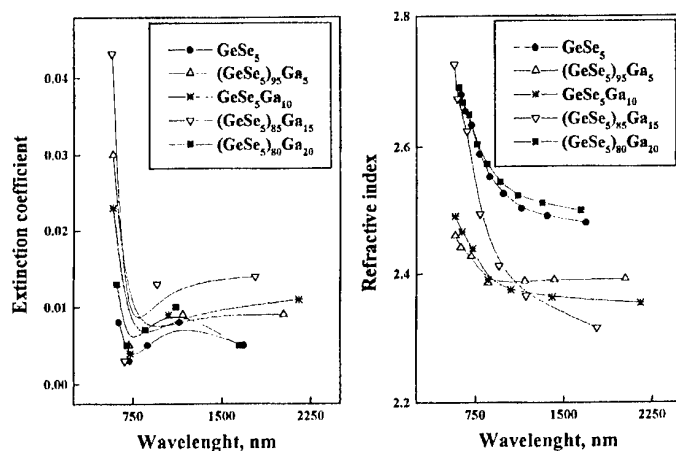 GeSe5
(GeSe5)95Ga5
GeSe5Ga10
(GeSe5)85Ga15
(GeSe5)80Ga20
0.04
0.03
0.02
0.01
0.00
Extinction coefficient
750
1500
2250
Wavelenght, nm
2.8
2.6
2.4
2.2
Refractive index
GeSe5
(GeSe5)95Ga5
GeSe5Ga10
(GeSe5)85Ga15
(GeSe5)80Ga20
750
1500
2250
Wavelenght, nm